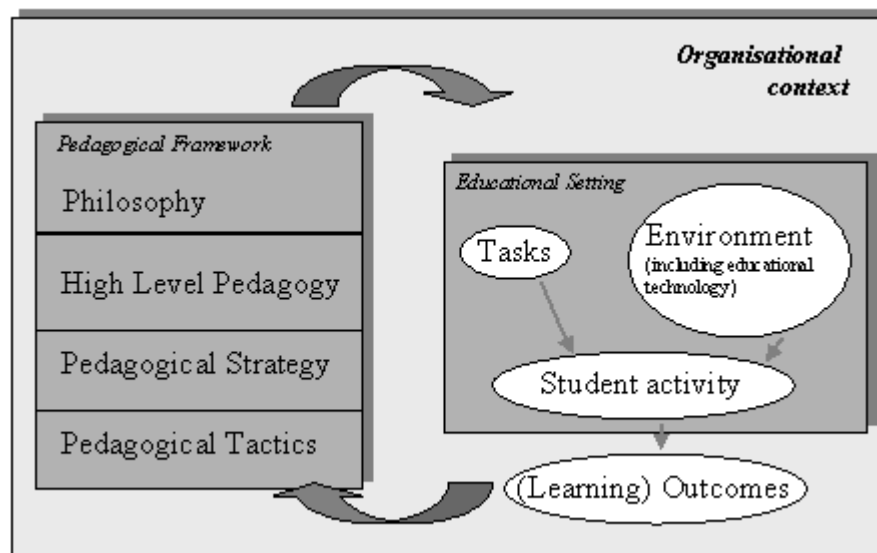 Organisational
context
Pedagogical Framework
Philosophy
High Level Pedagogy
Pedagogical Strategy
Pedagogical Tactics
Educational Setting
Tasks
Environment
(including educational
technology)
Student activity
(Learning) Outcomes